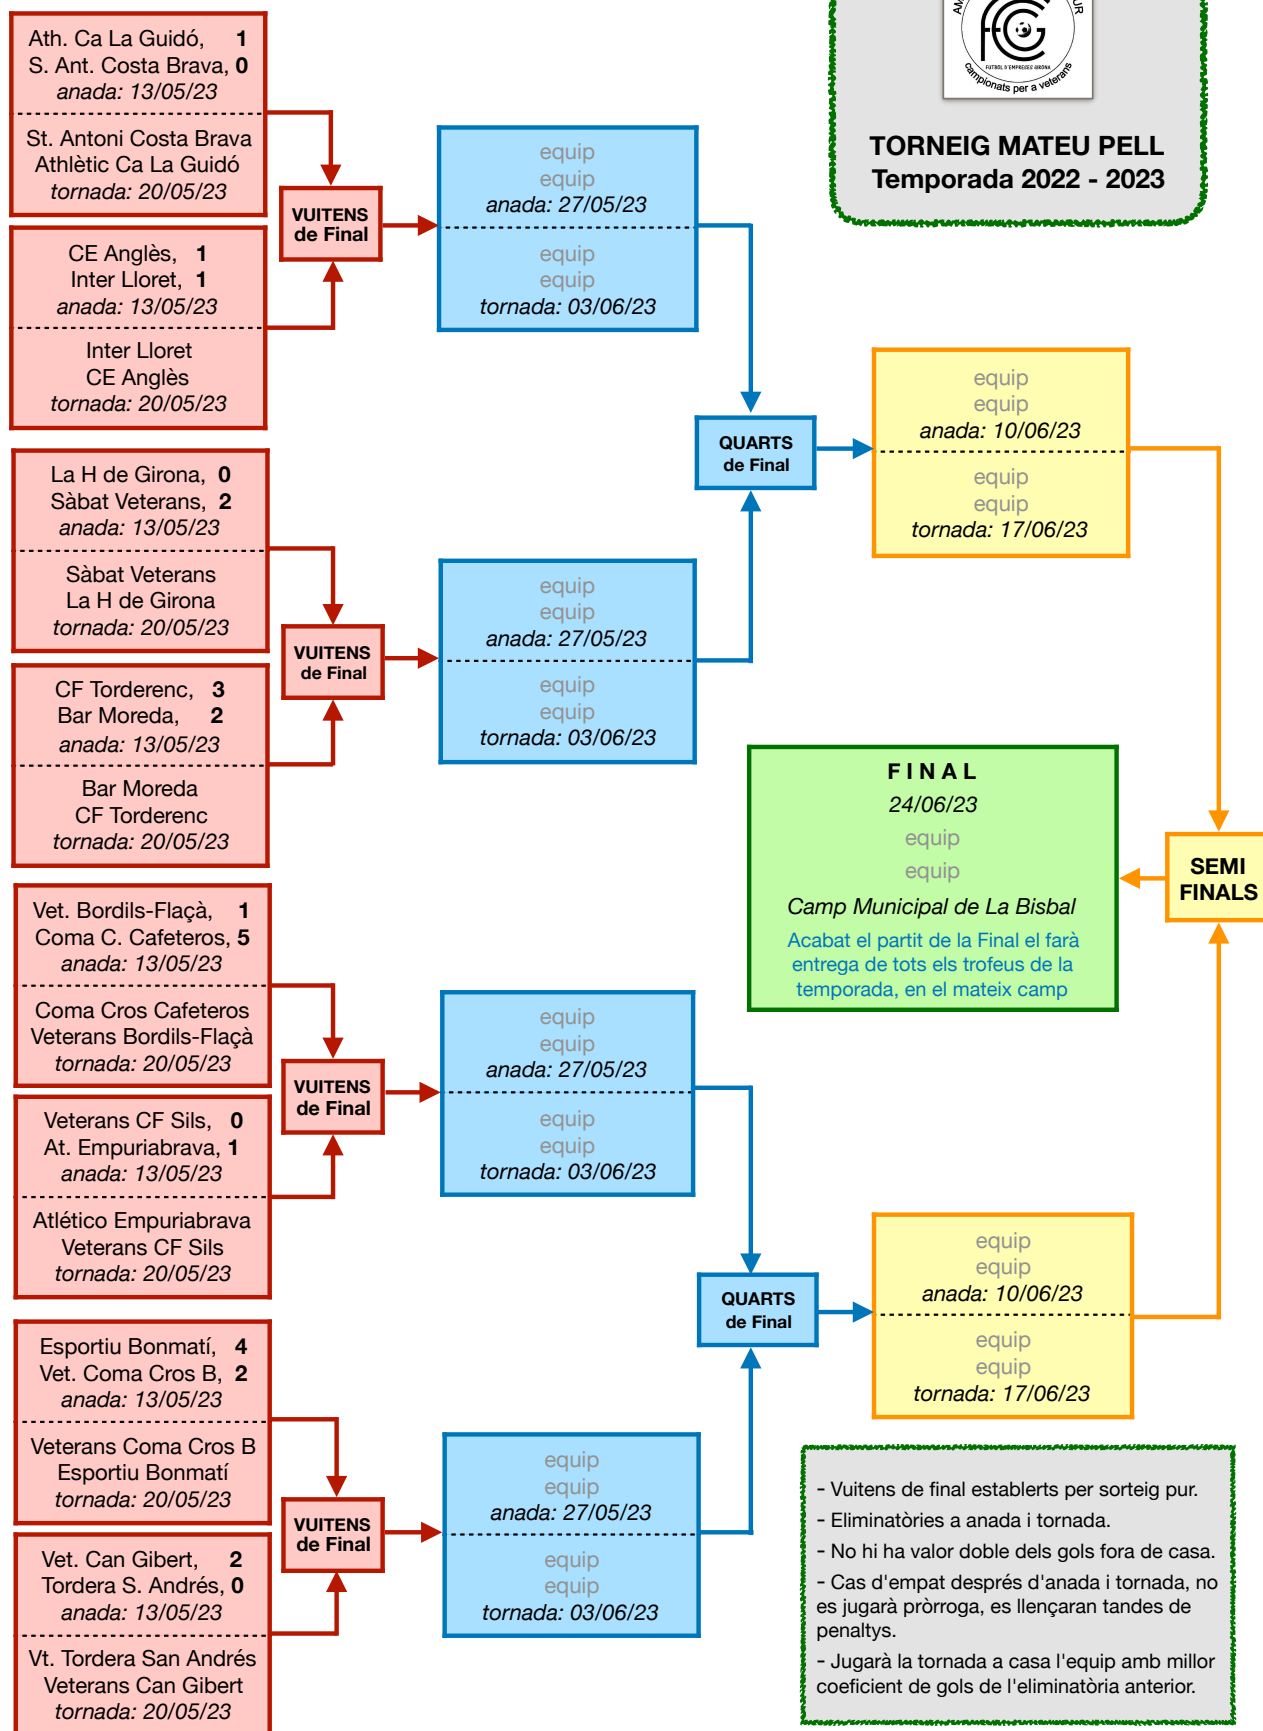 Ath. Ca La Guidó, 1
S. Ant. Costa Brava, 0
anada: 13/05/23
St. Antoni Costa Brava
Athlètic Ca La Guidó
tornada: 20/05/23
CE Anglès, 1
Inter Lloret, 1
anada: 13/05/23
Inter Lloret
CE Anglès
tornada: 20/05/23
VUITENS
de Final
La H de Girona, 0
Sàbat Veterans, 2
anada: 13/05/23
Sàbat Veterans
La H de Girona
tornada: 20/05/23
CF Torderenc, 3
Bar Moreda, 2
anada: 13/05/23
Bar Moreda
CF Torderenc
tornada: 20/05/23
VUITENS
de Final
Vet. Bordils-Flaçà, 1
Coma C. Cafeteros, 5
anada: 13/05/23
Coma Cros Cafeteros
Veterans Bordils-Flaçà
tornada: 20/05/23
Veterans CF Sils, 0
At. Empuriabrava, 1
anada: 13/05/23
Atlético Empuriabrava
Veterans CF Sils
tornada: 20/05/23
VUITENS
de Final
Esportiu Bonmatí, 4
Vet. Coma Cros B, 2
anada: 13/05/23
Veterans Coma Cros B
Esportiu Bonmatí
tornada: 20/05/23
Vet. Can Gibert, 2
Tordera S. Andrés, 0
anada: 13/05/23
Vt. Tordera San Andrés
Veterans Can Gibert
tornada: 20/05/23
VUITENS
de Final
equip
equip
anada: 27/05/23
equip
equip
tornada: 03/06/23
equip
equip
anada: 27/05/23
equip
equip
tornada: 03/06/23
QUARTS
de Final
equip
equip
anada: 27/05/23
equip
equip
tornada: 03/06/23
equip
equip
anada: 27/05/23
equip
equip
tornada: 03/06/23
QUARTS
de Final
FUTBOL D'EMPRESES GIRONA
campionats per a veterans
TORNEIG MATEU PELL
Temporada 2022 - 2023
equip
equip
anada: 10/06/23
equip
equip
tornada: 17/06/23
equip
equip
anada: 10/06/23
equip
equip
tornada: 17/06/23
SEMI
FINALS
FINAL
24/06/23
equip
equip
Camp Municipal de La Bisbal
Acabat el partit de la Final el farà
entrega de tots els trofeus de la
temporada, en el mateix camp
- Vuitens de final establerts per sorteig pur.
- Eliminatòries a anada i tornada.
- No hi ha valor doble dels gols fora de casa.
- Cas d'empat després d'anada i tornada, no
es jugarà pròrroga, es llençaran tandes de
penaltys.
- Jugarà la tornada a casa l'equip amb millor
coeficient de gols de l'eliminatòria anterior.